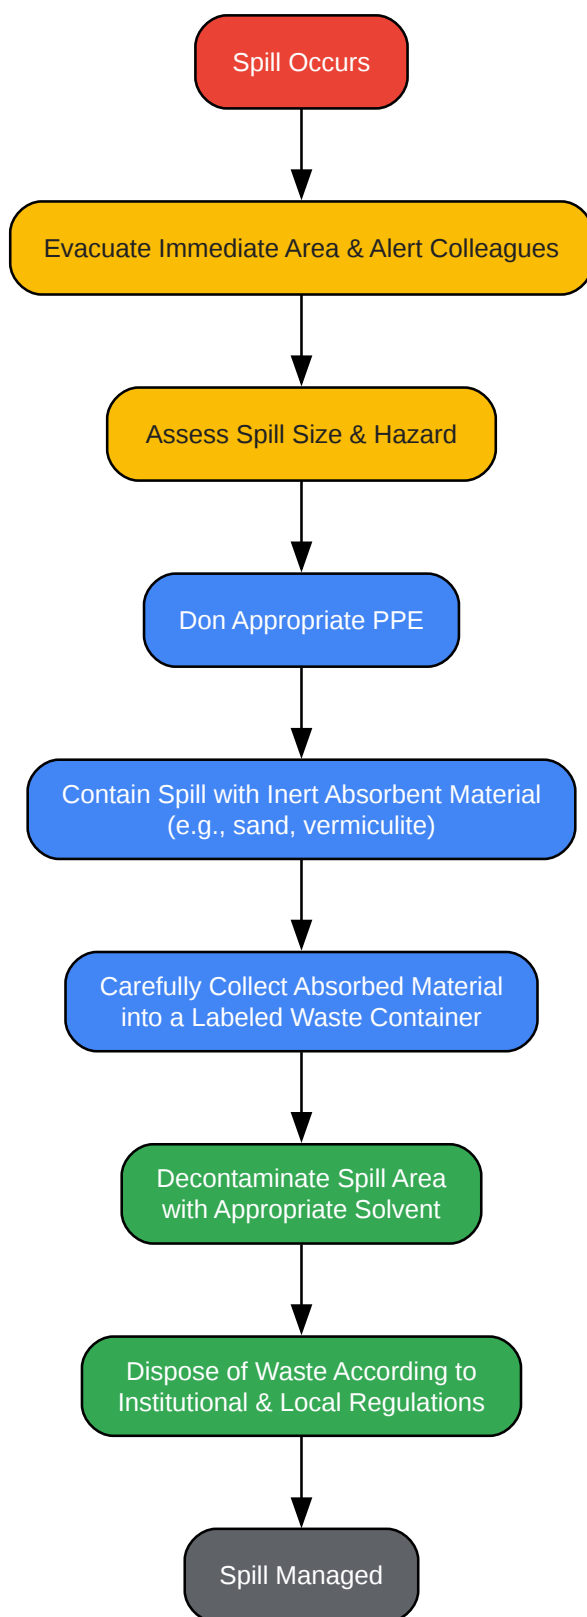 Spill Occurs
Evacuate Immediate Area & Alert Colleagues
Assess Spill Size & Hazard
Don Appropriate PPE
Contain Spill with Inert Absorbent Material
(e.g., sand, vermiculite)
Carefully Collect Absorbed Material
into a Labeled Waste Container
Decontaminate Spill Area
with Appropriate Solvent
Dispose of Waste According to
Institutional & Local Regulations
Spill Managed